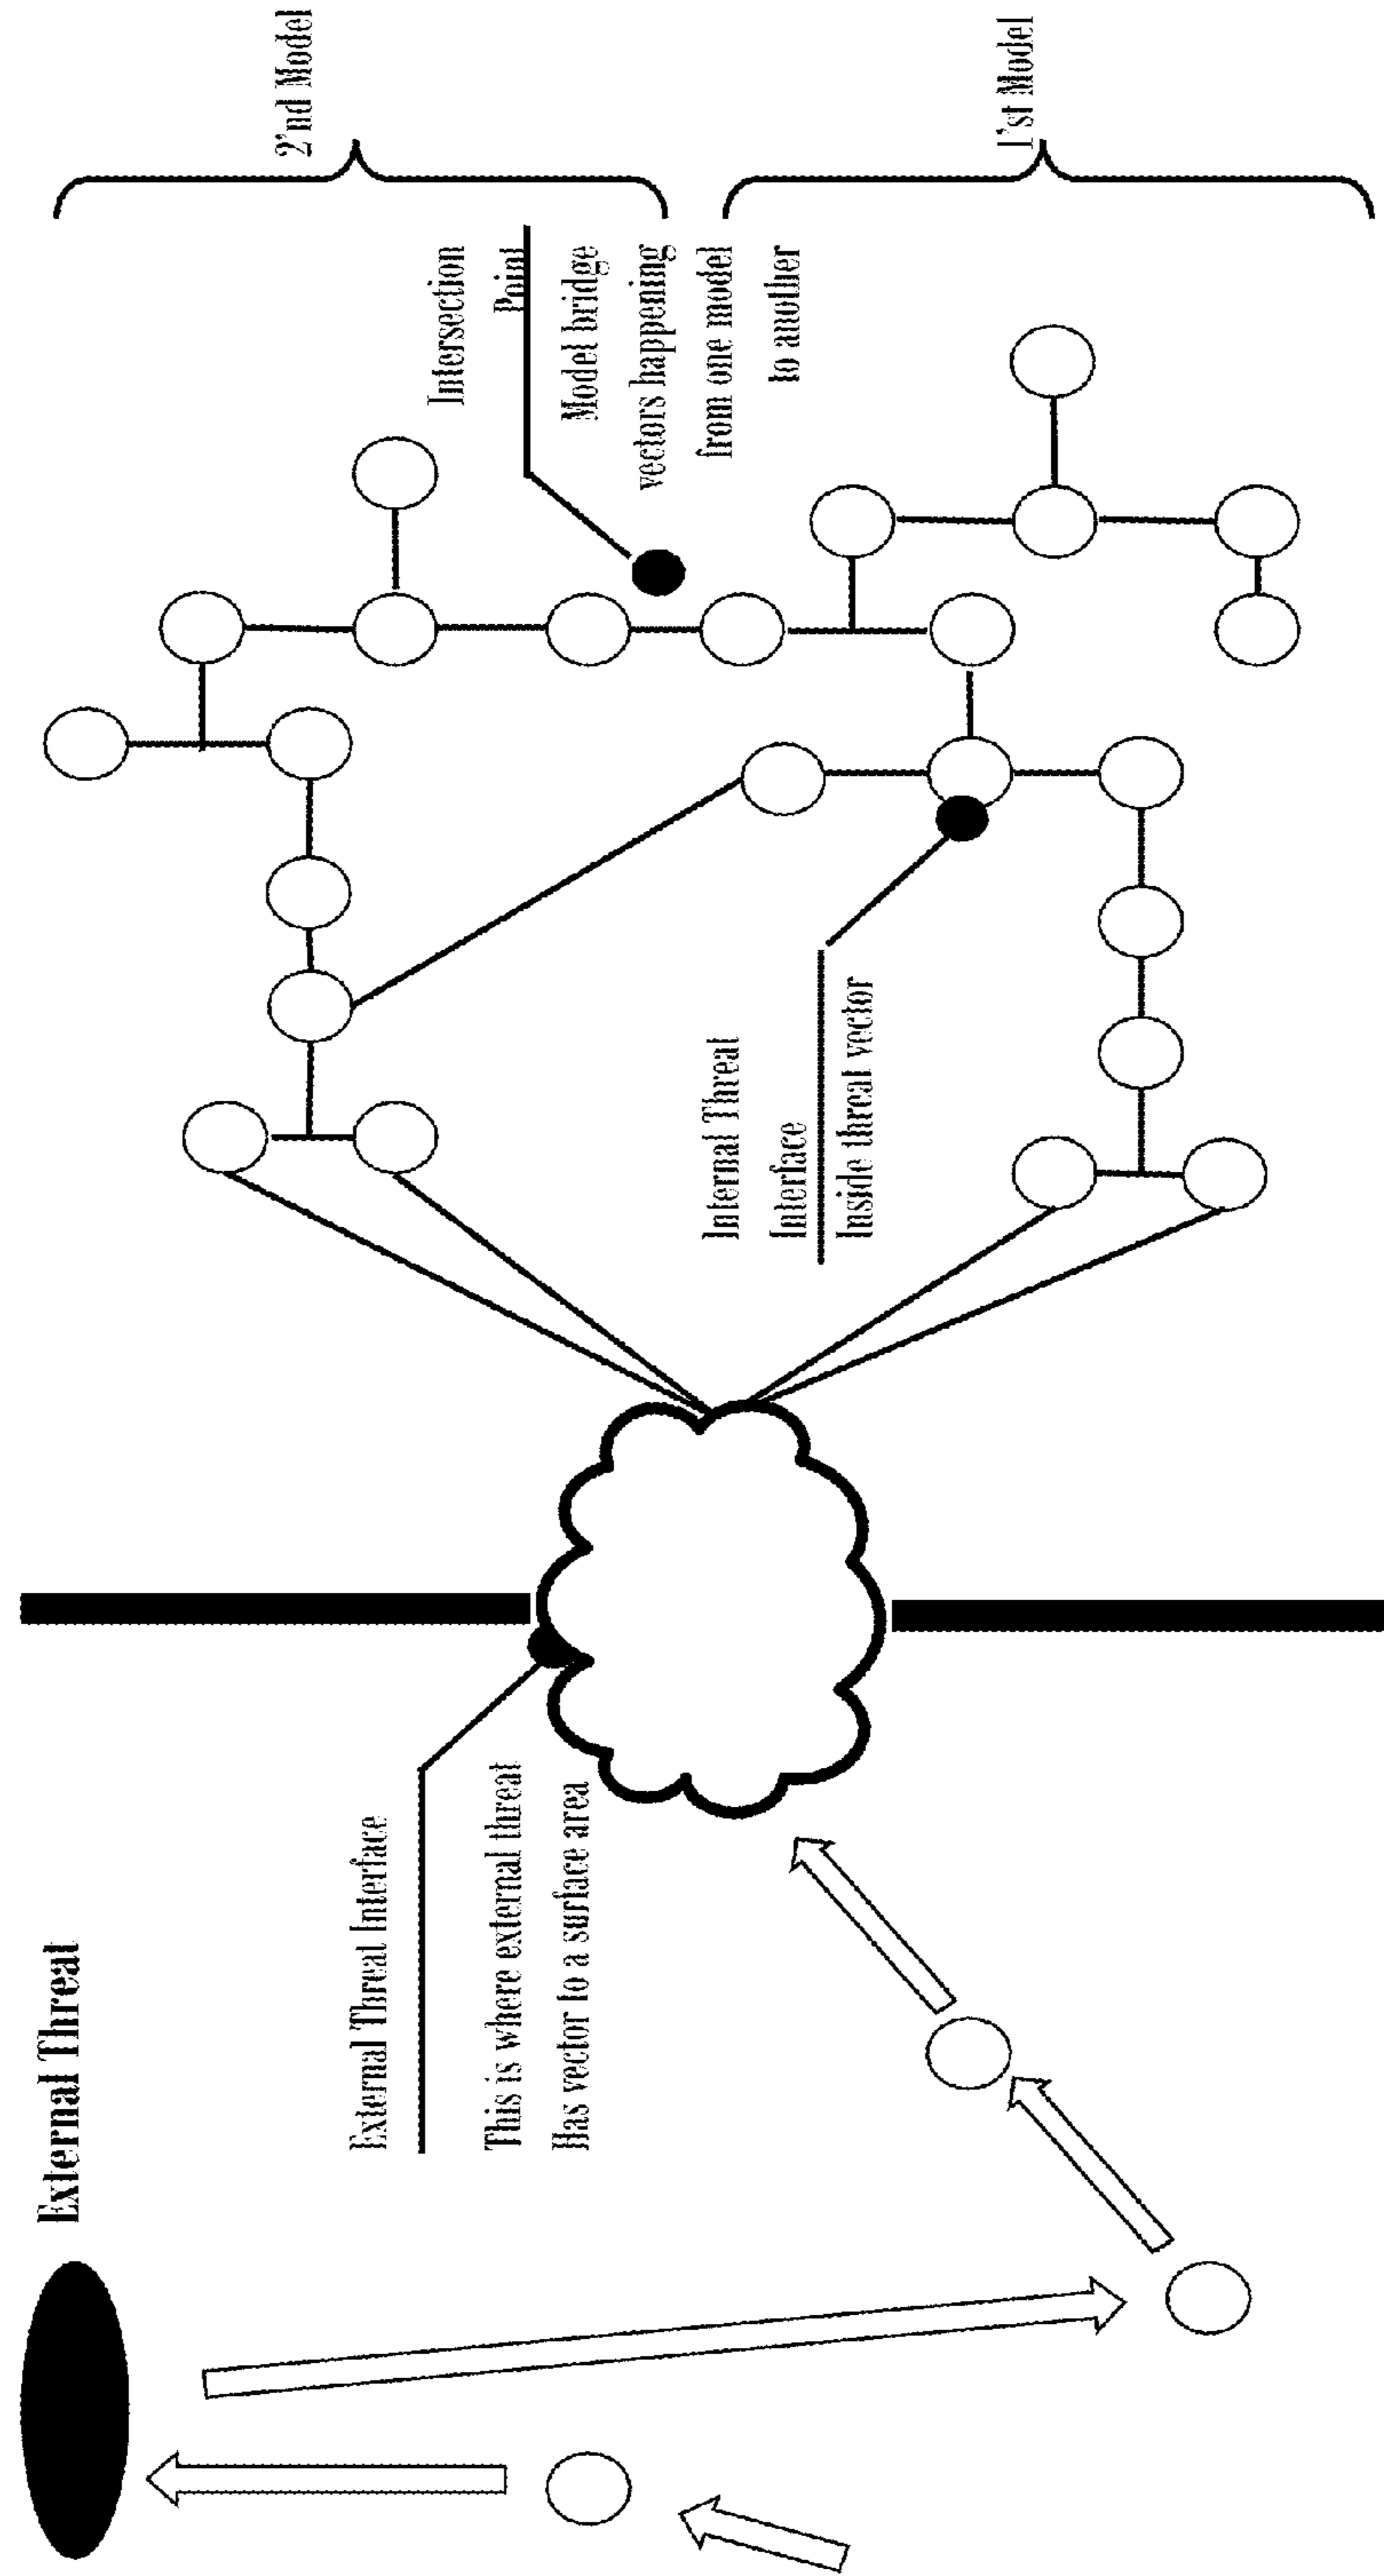 External Threat
External Threat Interface
This is where external threat
Has vector to a surface area
Internal Threat
Interface
Inside threat vector
Intersection
Point
Model bridge
vectors happening
from one model
to another
2'nd Model
1'st Model